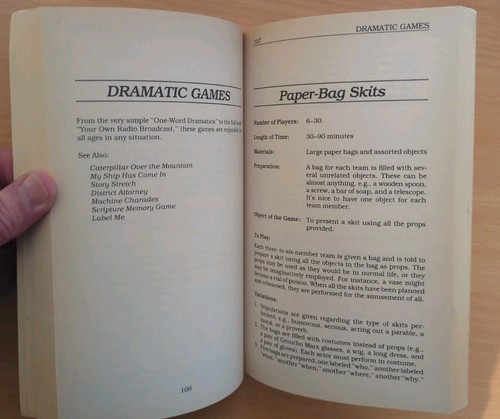 DRAMATIC GAMES
From the very simple "One-Word Dramatics" to the full
"Your Own Radio Broadcast," these games are enjoyed by
all ages in any situation.
See Also:
Caterpillar Over the Mountain
My Ship Has Come In
Story Stretch
District Attorney
Machine Charades
Scripture Memory Game
Label Me
106
107
DRAMATIC GAMES
Paper-Bag Skits
Number of Players: 6–30
Length of Time: 30–90 minutes
Materials: Large paper bags and assorted objects
Preparation: A bag for each team is filled with sev-
eral unrelated objects. These can be
almost anything, e.g., a wooden spoon,
a screw, a bar of soap, and a telescope.
It's nice to have one object for each
team member.
Object of the Game: To present a skit using all the props
provided.
To Play:
Each three- to six-member team is given a bag and is told to
prepare a skit using all the objects in the bag as props. The
props may be used as they would be in normal life, or they
can be imaginatively employed. For instance, a vase might
become a vial of poison. When all the skits have been planned
and rehearsed, they are performed for the amusement of all.
Variations:
1. Stipulations are given regarding the type of skits per-
formed, e.g., humorous, serious, acting out a parable, a
moral, or a proverb.
2. The bags are filled with costumes instead of props (e.g.,
a pair of Groucho Marx glasses, a wig, a long dress, and
a pair of gloves). Each actor must perform in costume.
3. Five bags are prepared, one labeled "who," another labeled
"what," another "when," another "where," another "why."